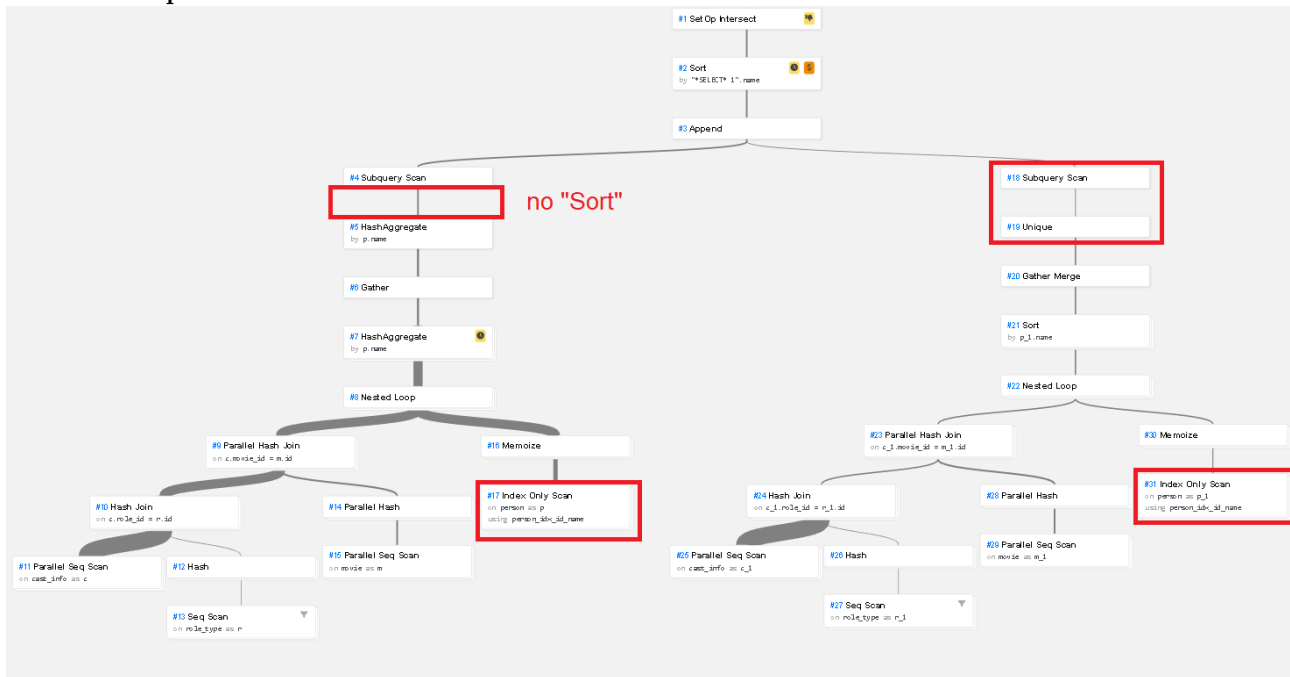 #1 SetOp Intersect
#2 Sort
S
by "*SELECT* 1".name
#3 Append
#4 Subquery Scan
#18 Subquery Scan
no "Sort"
#5 HashAggregate
by p.name
#19 Unique
#6 Gather
#20 Gather Merge
#7 HashAggregate
by p.name
#21 Sort
by p_1.name
#8 Nested Loop
#22 Nested Loop
#9 Parallel Hash Join
on c.movie_id = m.id
#16 Memoize
#23 Parallel Hash Join
on c_1.movie_id = m_1.id
#30 Memoize
#10 Hash Join
on c.role_id = r.id
#14 Parallel Hash
#17 Index Only Scan
on person as p
using person_idx_id_name
#24 Hash Join
on c_1.role_id = r_1.id
#28 Parallel Hash
#31 Index Only Scan
on person as p_1
using person_idx_id_name
#11 Parallel Seq Scan
on cast_info as c
#12 Hash
#15 Parallel Seq Scan
on movie as m
#25 Parallel Seq Scan
on cast_info as c_1
#26 Hash
#29 Parallel Seq Scan
on movie as m_1
#13 Seq Scan
on role_type as r
#27 Seq Scan
on role_type as r_1